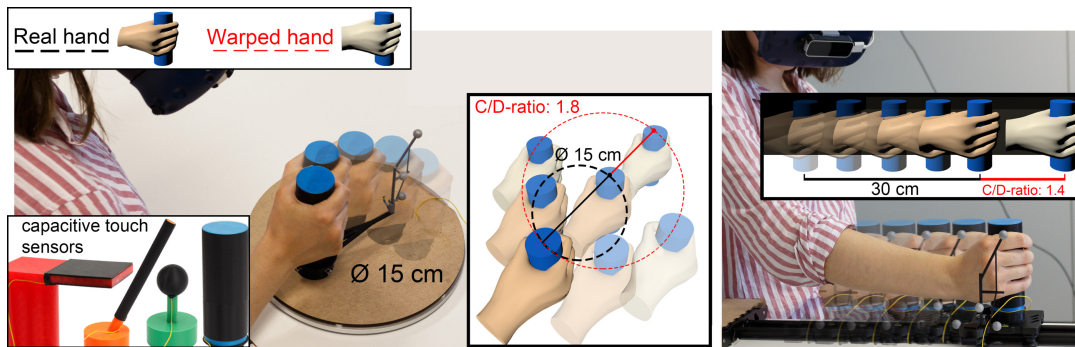 Real hand
Warped hand
C/D-ratio: 1.8
Ø 15 cm
Ø 15 cm
capacitive touch
sensors
30 cm
C/D-ratio: 1.4